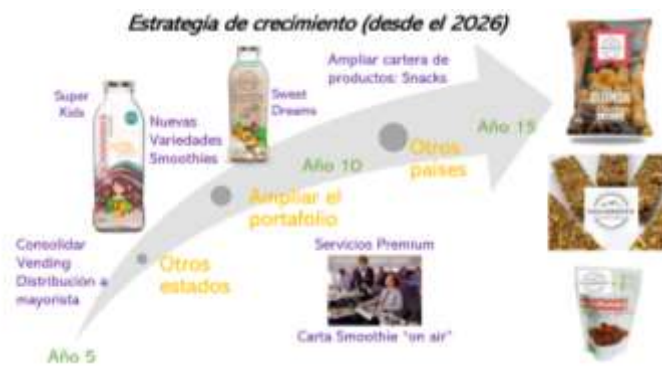 Estrategia de crecimiento (desde el 2026)
Super
Kids
Nuevas
Variedades
Smoothies
Sweet
Dreams
Ampliar cartera de
productos: Snacks
Año 15
Año 10
Otros
países
Ampliar el
portafolio
Consolidar
Vending
Distribución a
mayorista
Otros
estados
Servicios Premium
Carta Smoothie "on air"
Año 5